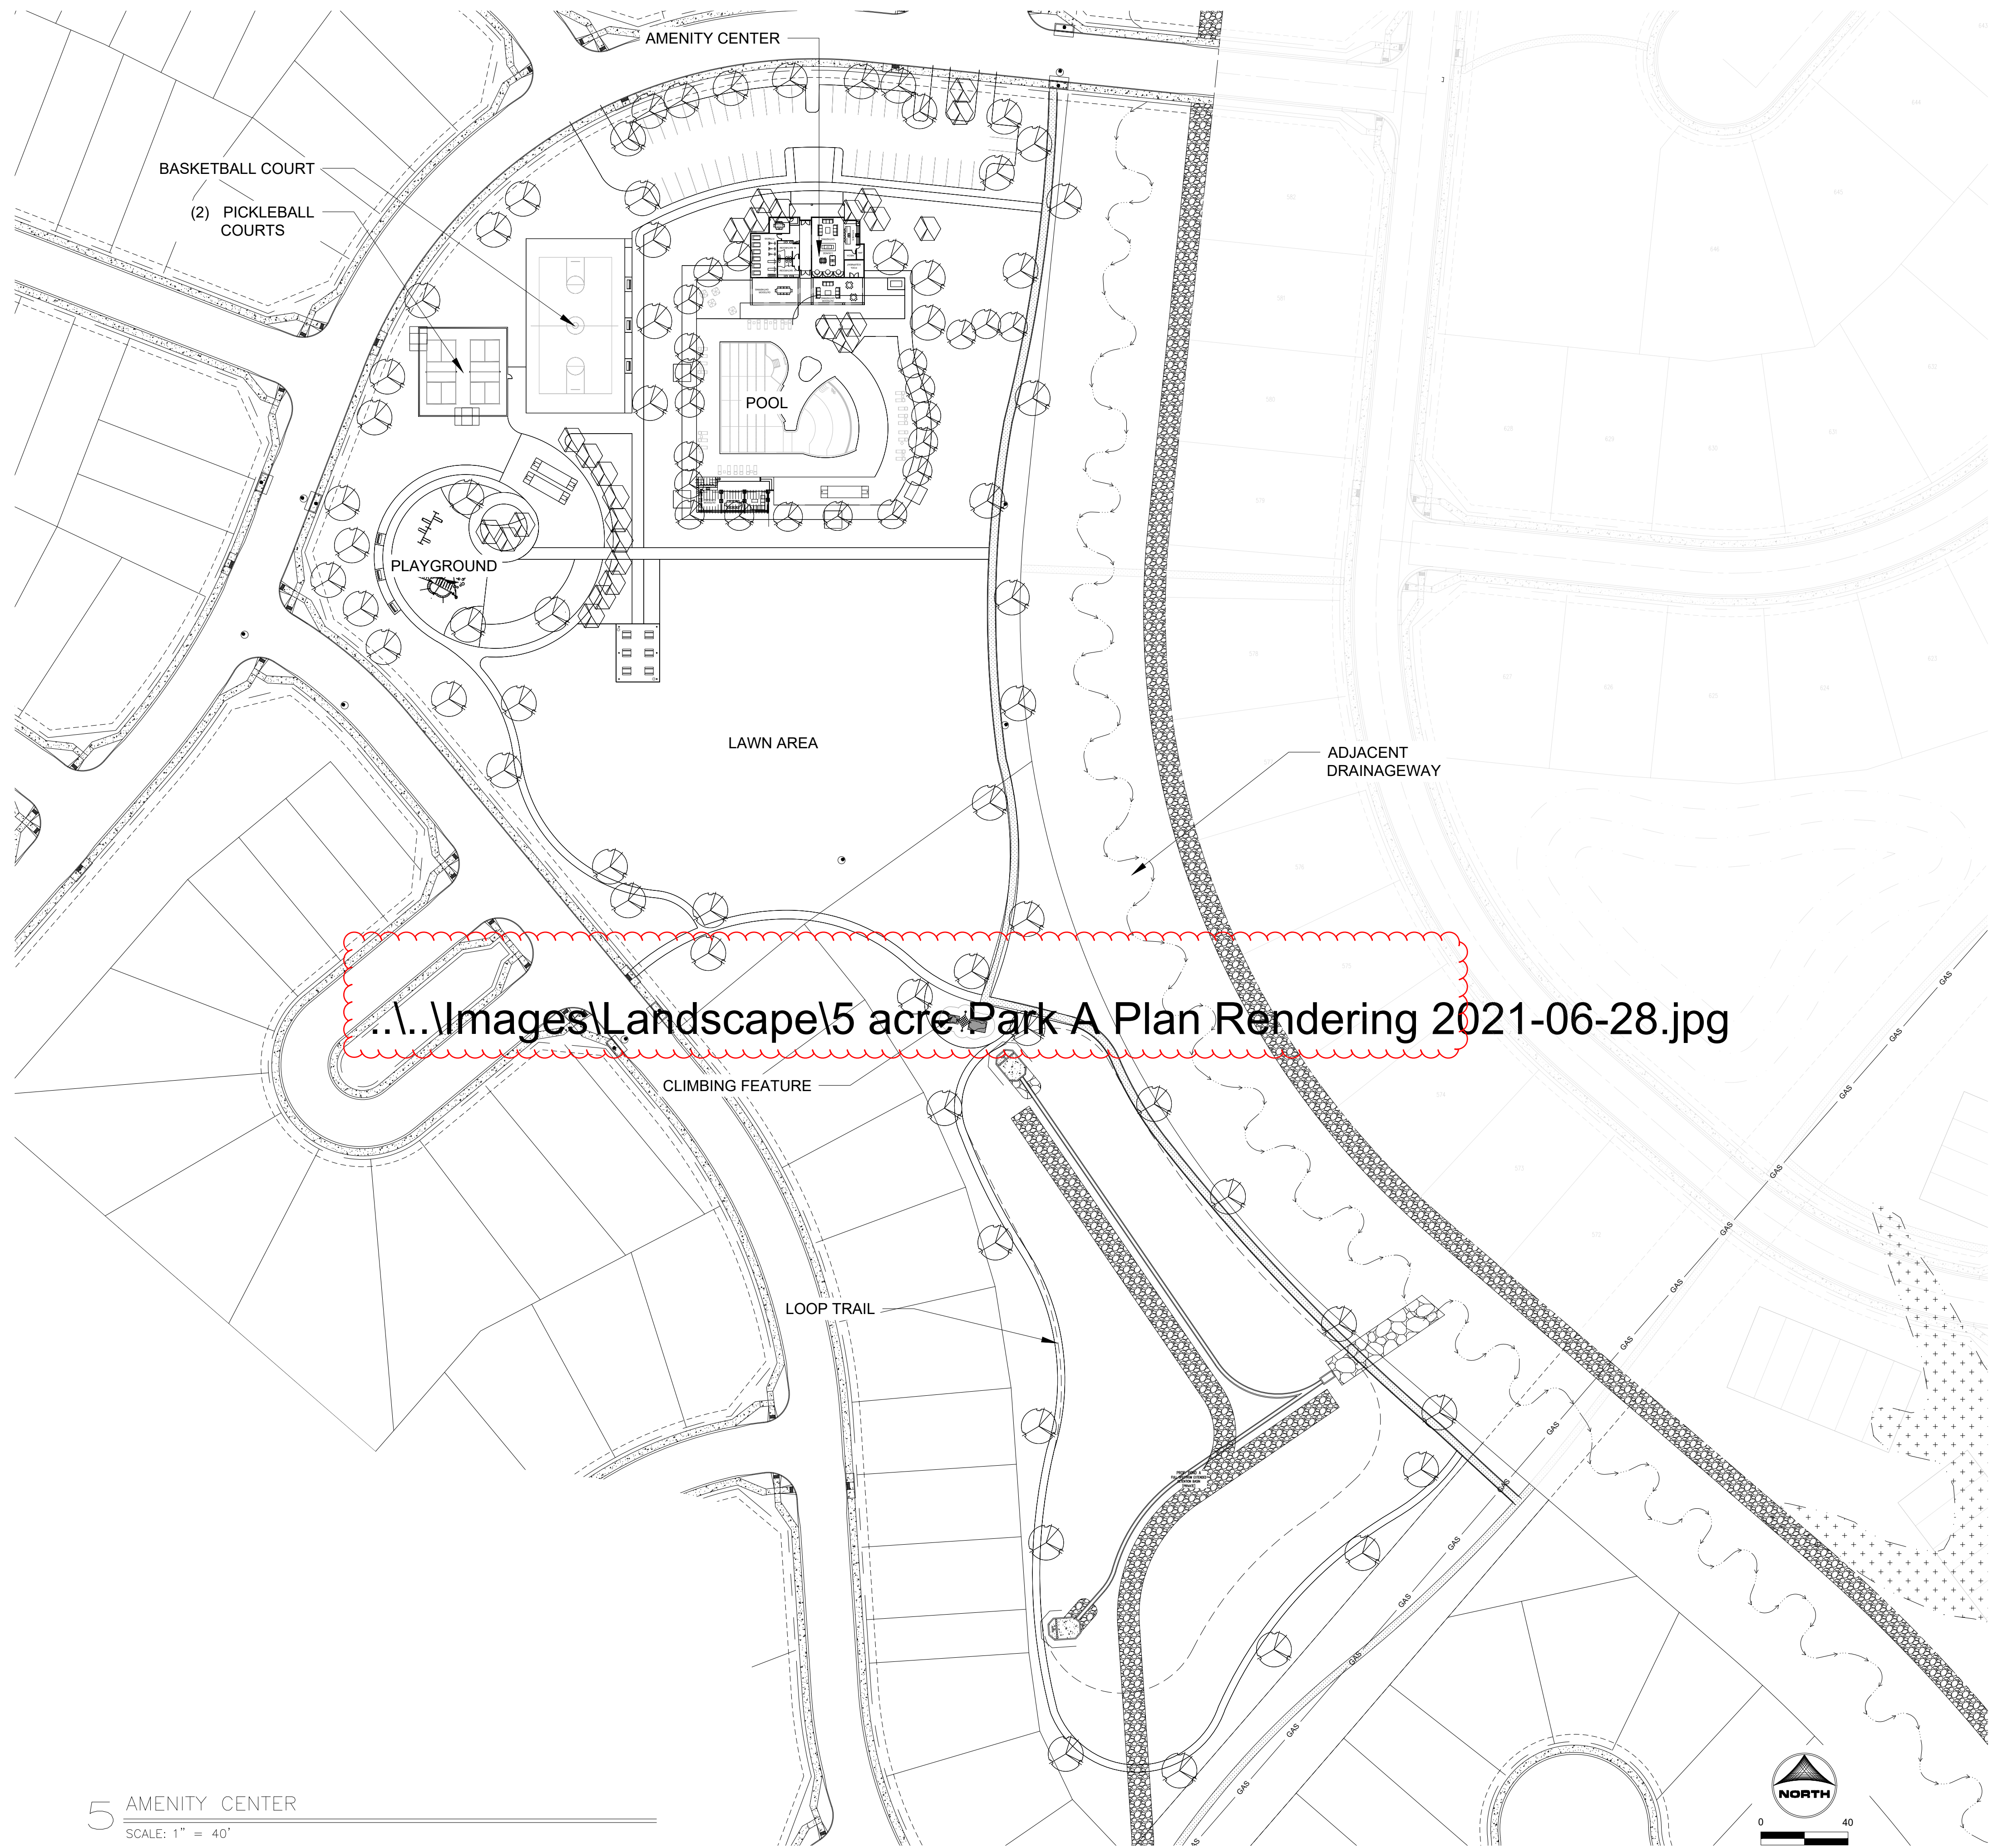 AMENITY CENTER
BASKETBALL COURT
(2) PICKLEBALL
COURTS
POOL
PLAYGROUND
LAWN AREA
ADJACENT
DRAINAGEWAY
..\..\Images\Landscape\5 acre Park A Plan Rendering 2021-06-28.jpg
CLIMBING FEATURE
LOOP TRAIL
GAS
GAS
GAS
GAS
GAS
GAS
GAS
GAS
GAS
GAS
GAS
GAS
GAS
GAS
5 AMENITY CENTER
SCALE: 1" = 40'
NORTH
0 40